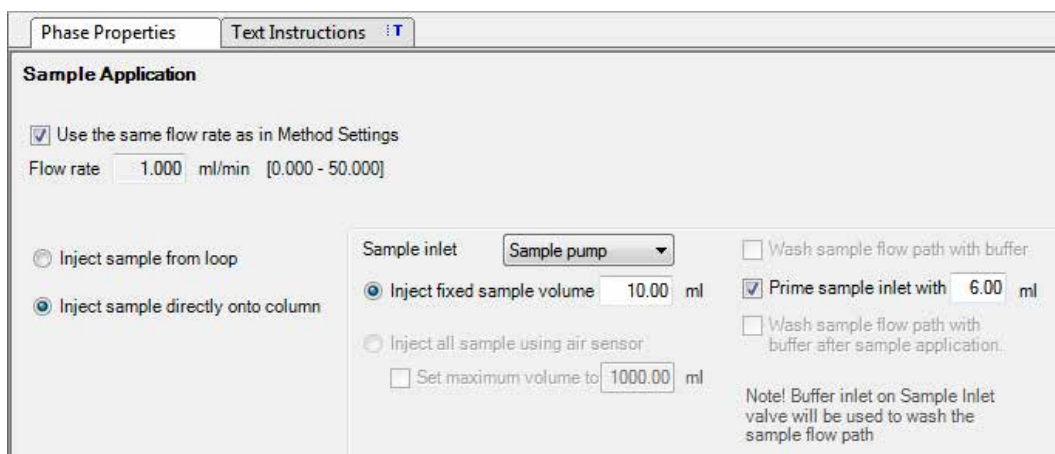 Phase Properties
Text Instructions T
Sample Application
Use the same flow rate as in Method Settings
Flow rate 1.000 ml/min [0.000 - 50.000]
Inject sample from loop
Inject sample directly onto column
Sample inlet Sample pump
Inject fixed sample volume 10.00 ml
Inject all sample using air sensor
Set maximum volume to 1000.00 ml
Wash sample flow path with buffer
Prime sample inlet with 6.00 ml
Wash sample flow path with
buffer after sample application.
Note! Buffer inlet on Sample Inlet
valve will be used to wash the
sample flow path